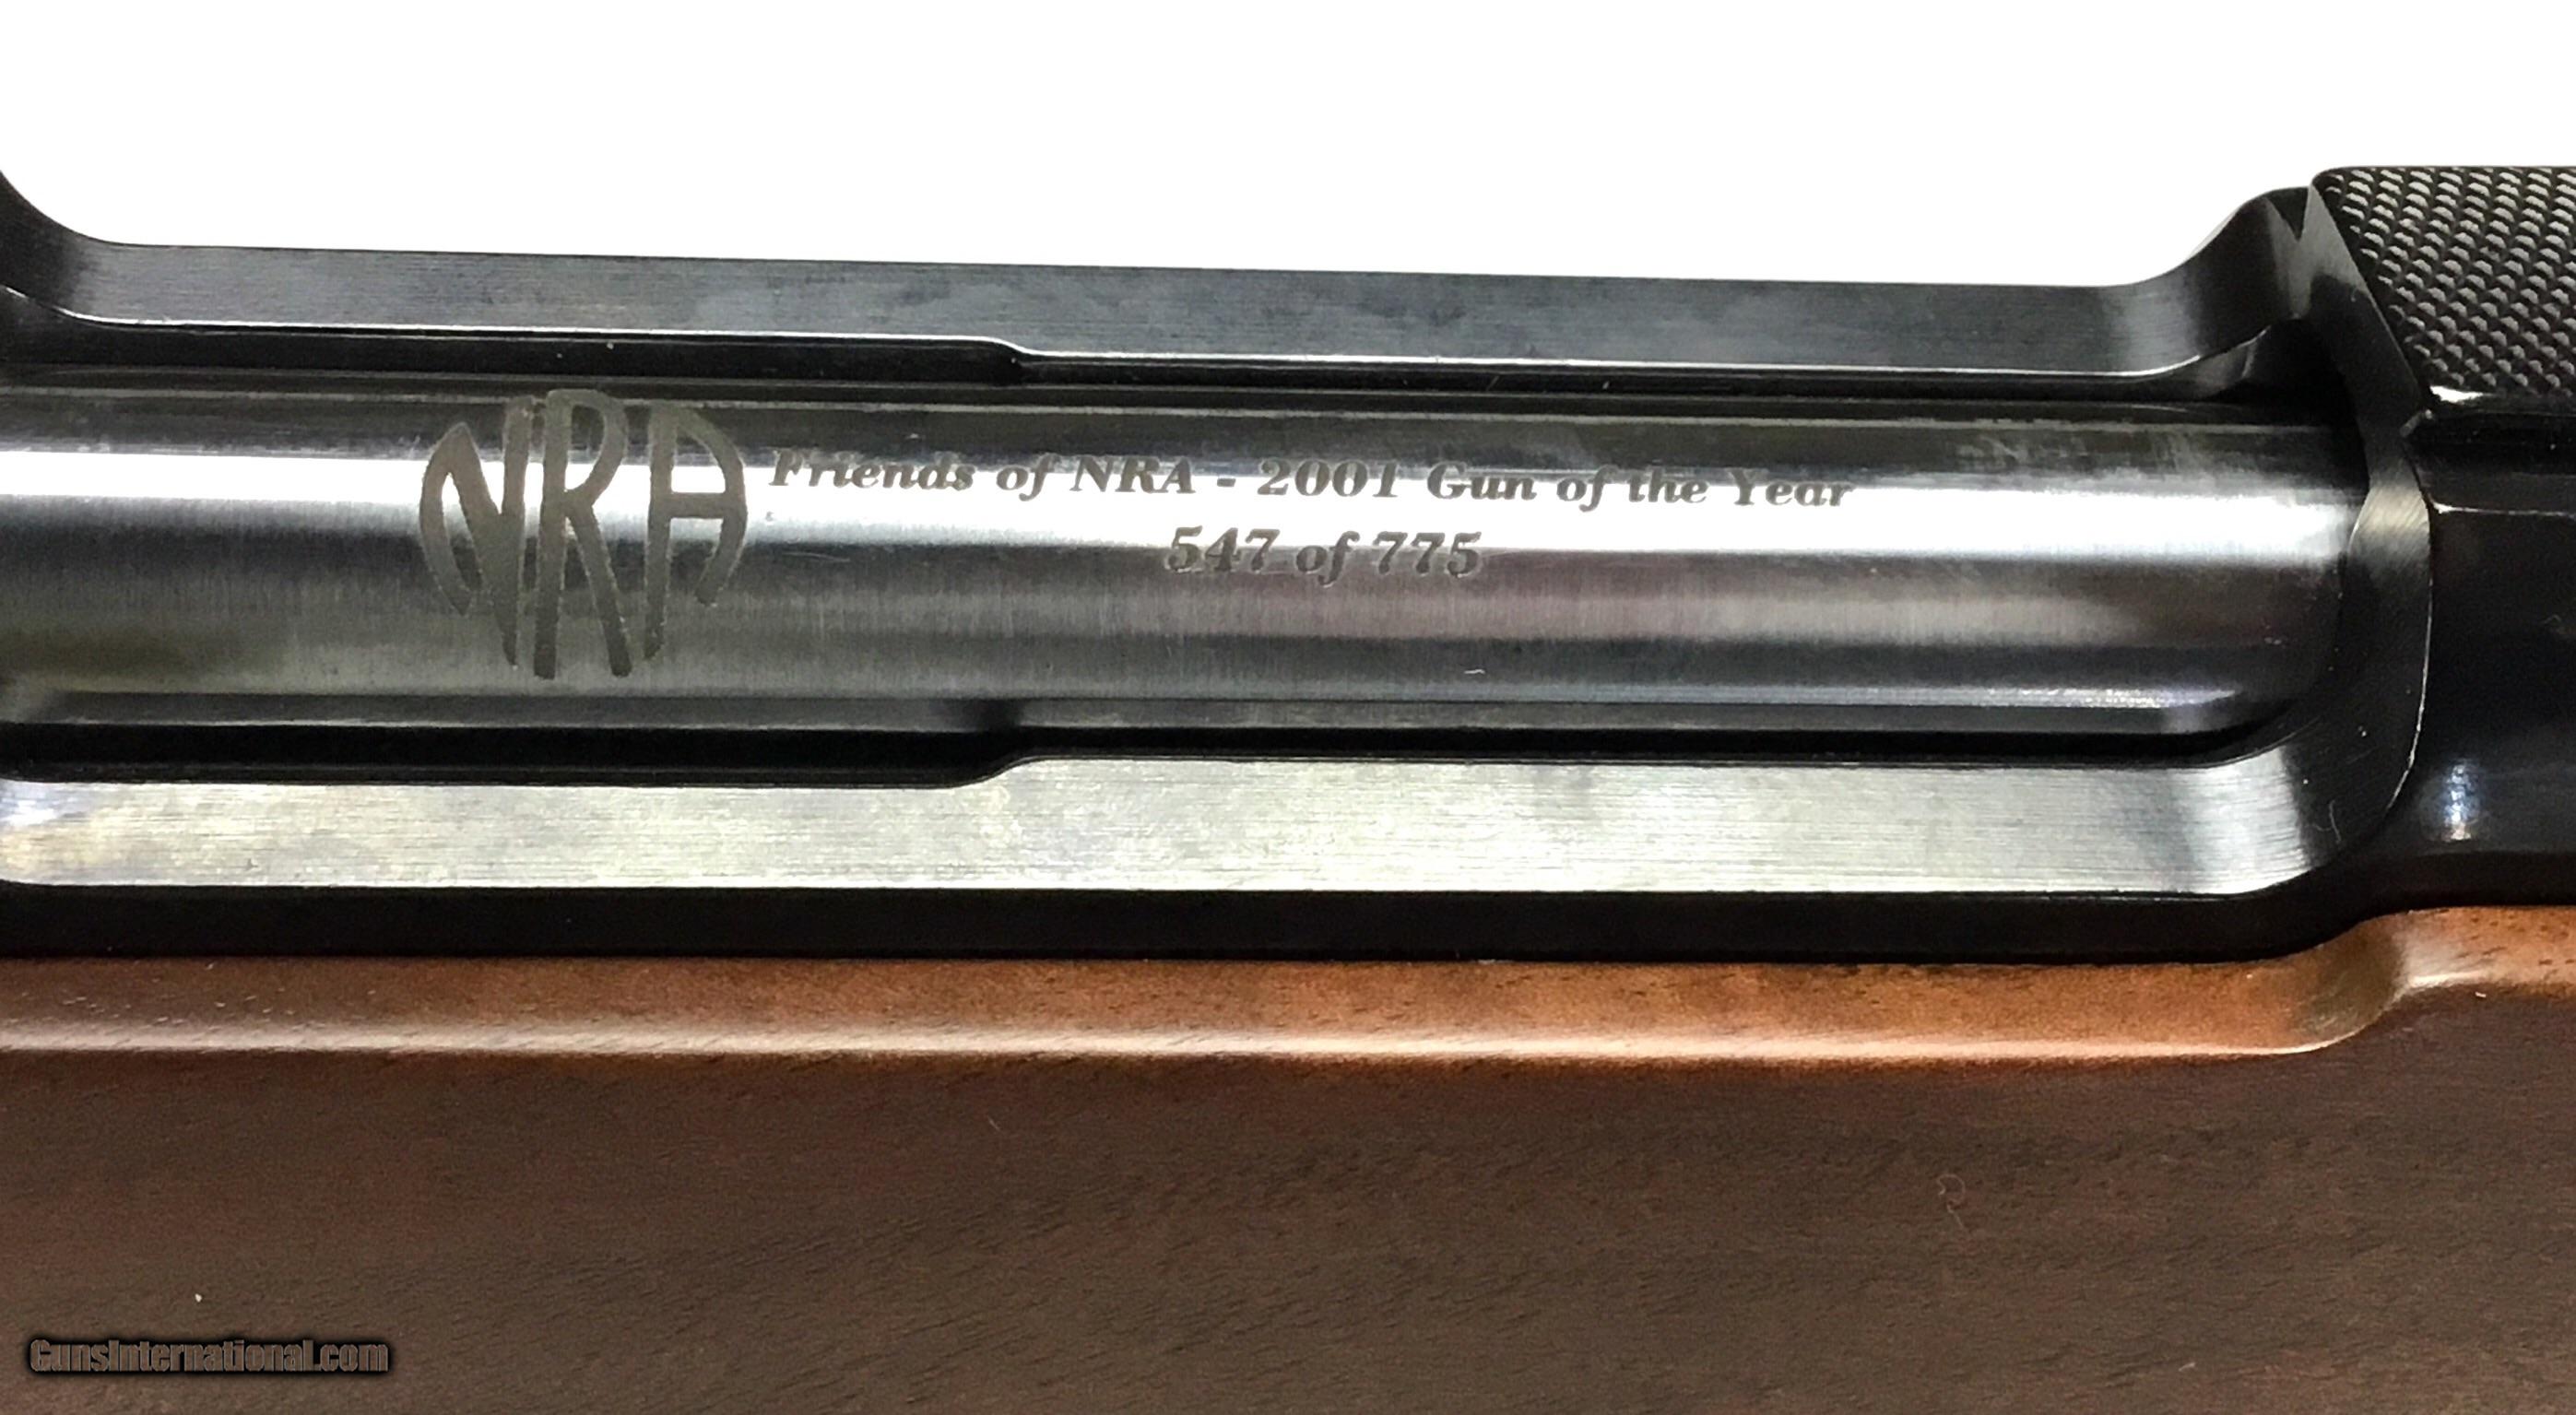 NRA
Friends of NRA - 2001 Gun of the Year
547 of 775
GunsInternational.com